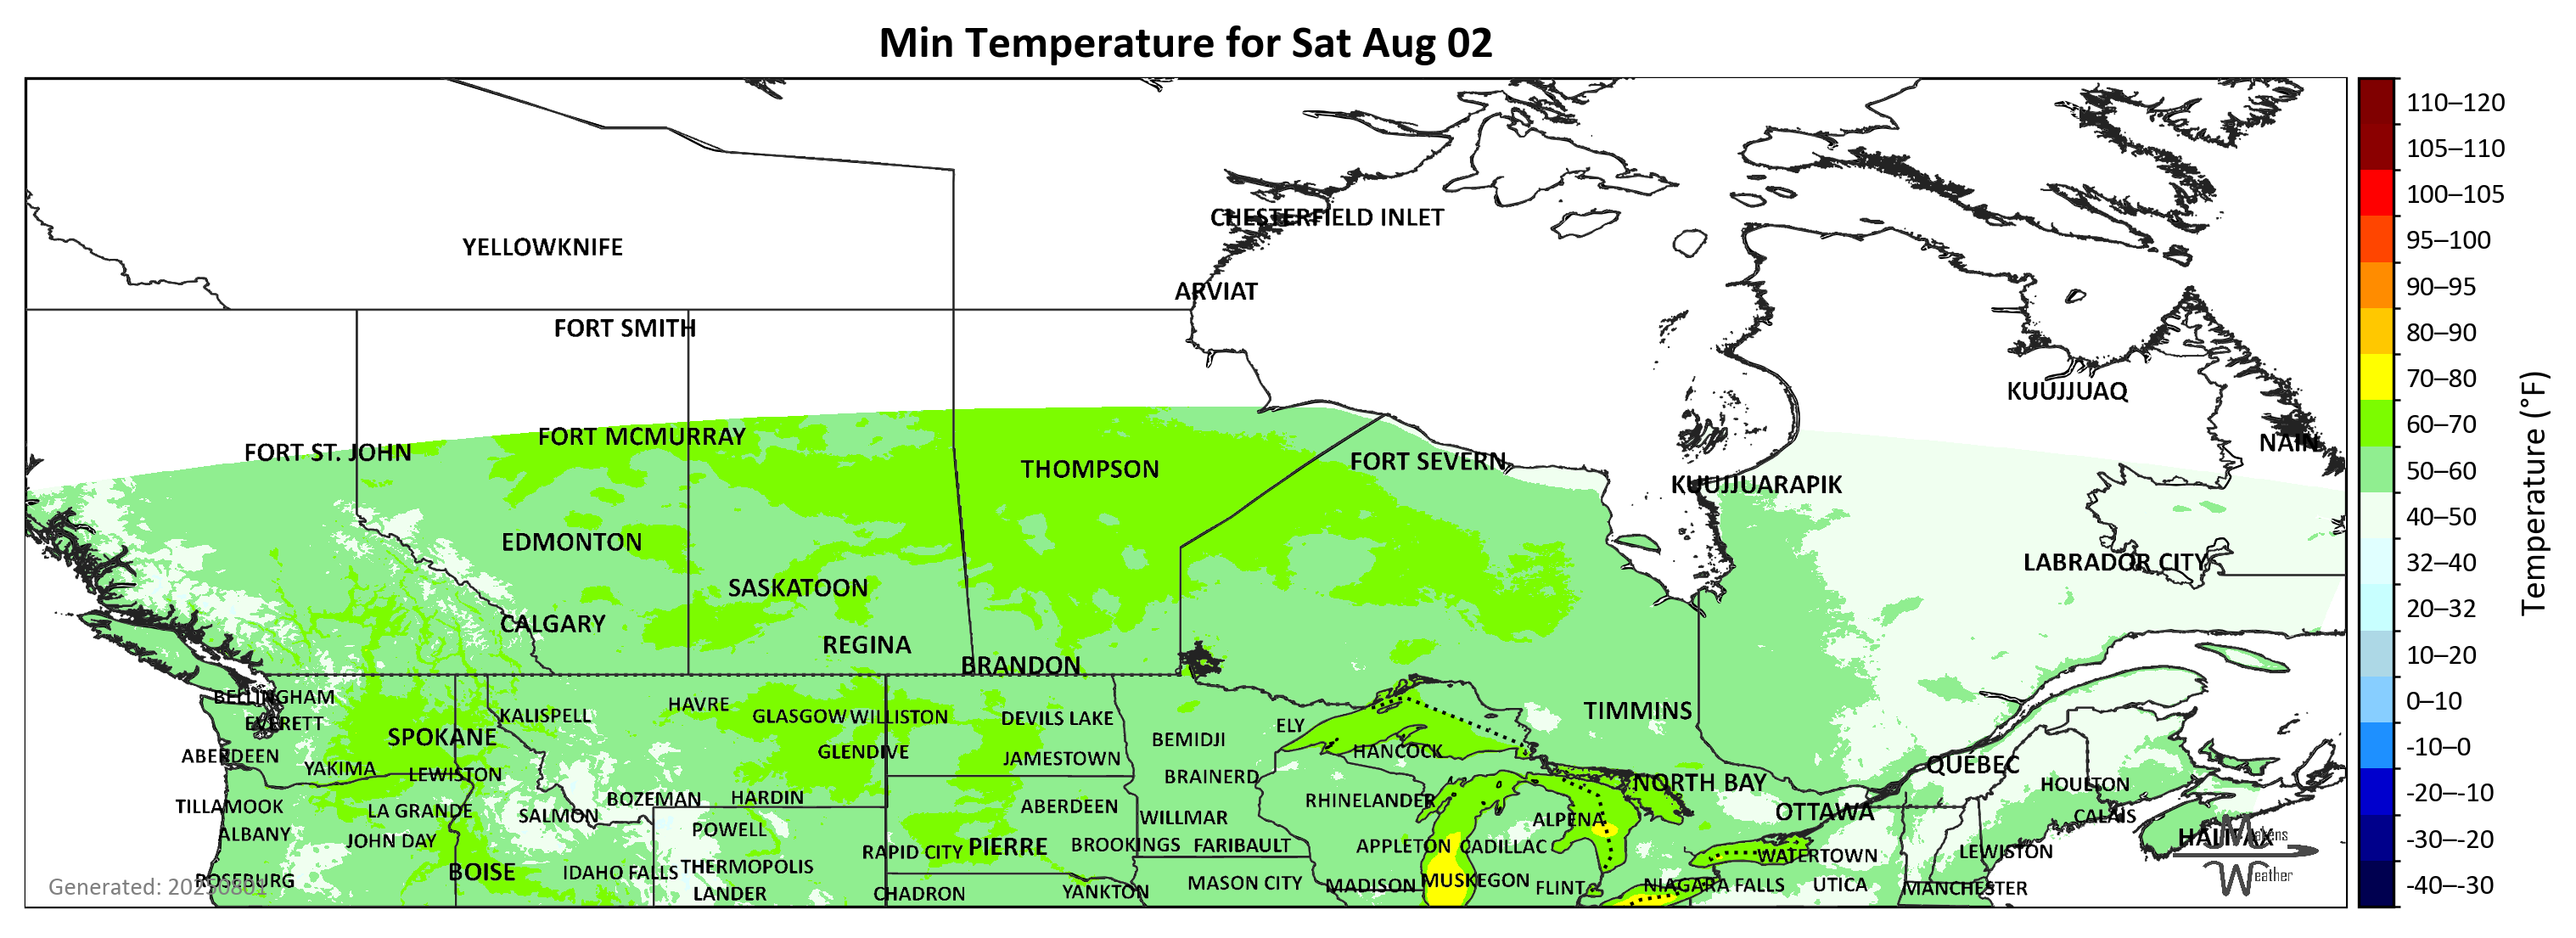 Min Temperature for Sat Aug 02
110–120
105–110
100–105
95–100
90–95
80–90
70–80
60–70
50–60
40–50
32–40
20–32
10–20
0–10
-10–0
-20–-10
-30–-20
-40–-30
Temperature (°F)
CHESTERFIELD INLET
YELLOWKNIFE
ARVIAT
FORT SMITH
KUUJJUAQ
FORT MCMURRAY
NAIN
FORT ST. JOHN
FORT SEVERN
THOMPSON
KUUJJUARAPIK
EDMONTON
LABRADOR CITY
SASKATOON
CALGARY
REGINA
BRANDON
BELLINGHAM
HAVRE
KALISPELL
GLASGOW
WILLISTON
DEVILS LAKE
TIMMINS
EVERETT
ELY
SPOKANE
BEMIDJI
GLENDIVE
HANCOCK
ABERDEEN
JAMESTOWN
QUÉBEC
YAKIMA
LEWISTON
BRAINERD
NORTH BAY
HOULTON
BOZEMAN
HARDIN
RHINELANDER
TILLAMOOK
ABERDEEN
LA GRANDE
OTTAWA
SALMON
WILLMAR
ALPENA
CALAIS
ALBANY
POWELL
HALIFAX
JOHN DAY
RAPID CITY
PIERRE
BROOKINGS
FARIBAULT
APPLETON
CADILLAC
WATERTOWN
LEWISTON
BOISE
IDAHO FALLS
THERMOPOLIS
ROSEBURG
MASON CITY
MADISON
MUSKEGON
FLINT
NIAGARA FALLS
UTICA
MANCHESTER
LANDER
CHADRON
YANKTON
Generated: 20250801
Makens
Weather